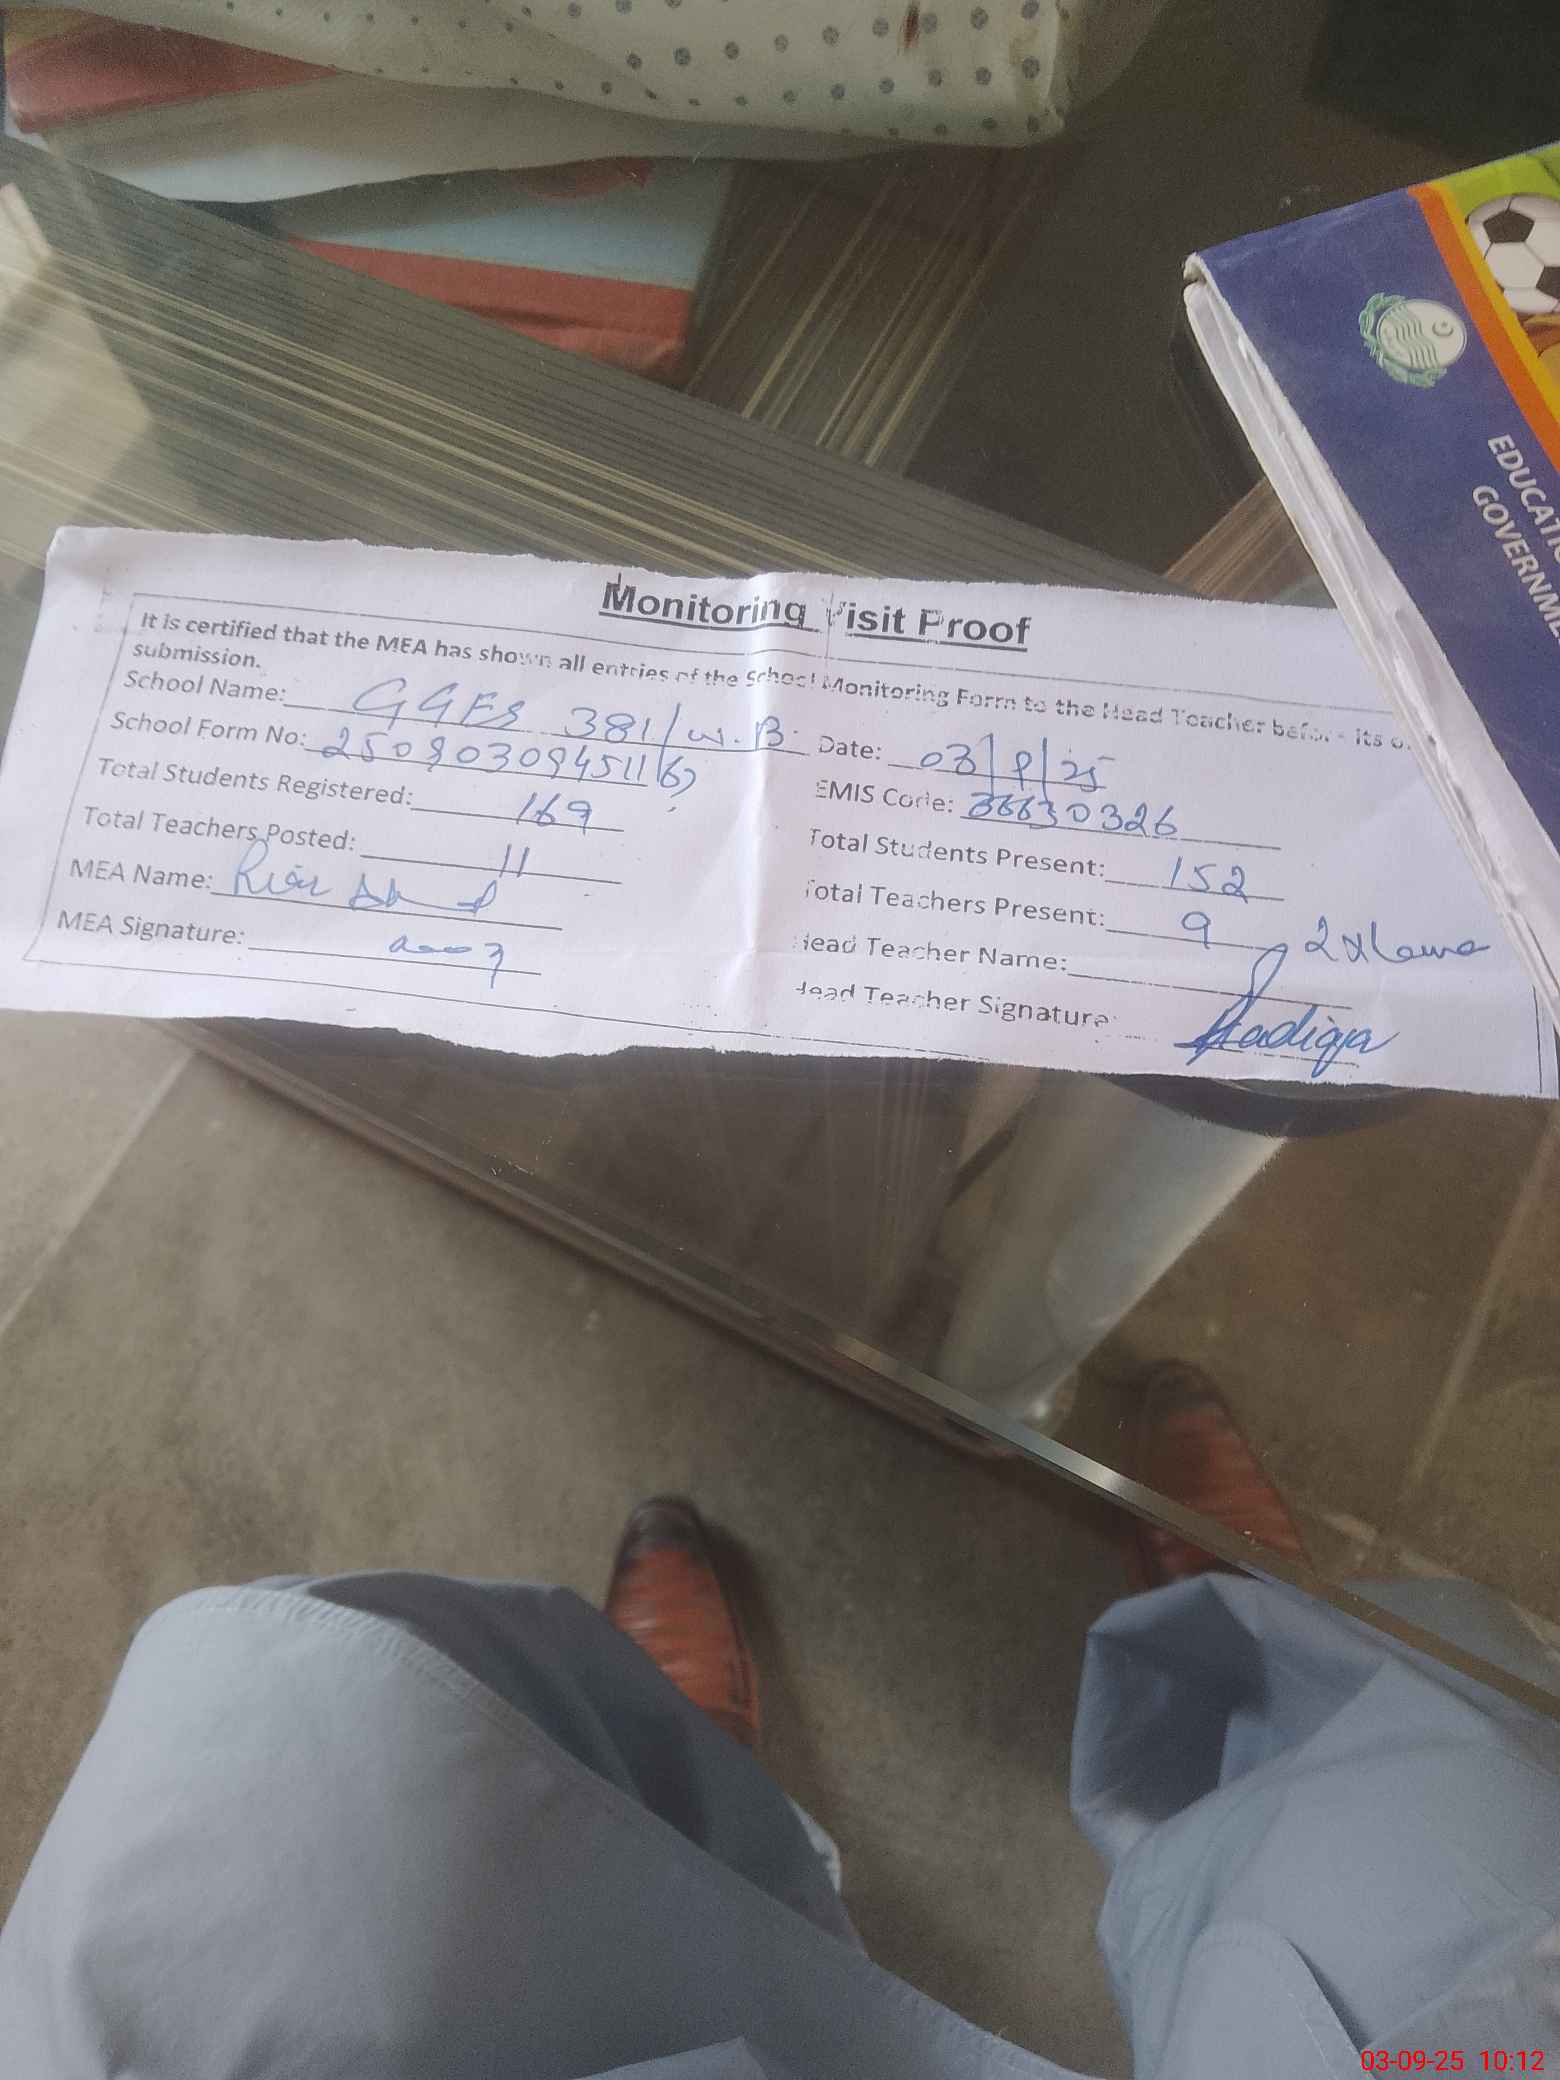 Monitoring Visit Proof
It is certified that the MEA has shown all entries of the School Monitoring Form to the Head Teacher before its
submission.
School Name: GGES 381/W.B. Date: 03/9/25
School Form No: EMIS Code: 36630326
Total Students Registered: 169 Total Students Present: 152
Total Teachers Posted: 11 Total Teachers Present: 9
MEA Name: Head Teacher Name:
MEA Signature: Head Teacher Signature
EDUCATI
GOVERNME
03-09-25 10:12